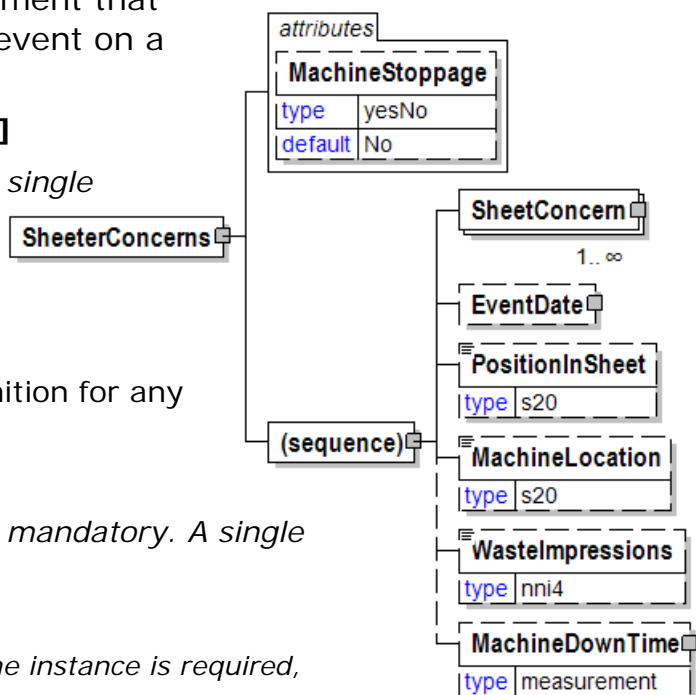 ment that
event on a
]
single
nition for any
mandatory. A single
ne instance is required,
attributes
MachineStoppage
type yesNo
default No
SheeterConcerns
(sequence)
SheetConcern
1.. ∞
EventDate
PositionInSheet
type s20
MachineLocation
type s20
WasteImpressions
type nni4
MachineDownTime
type measurement